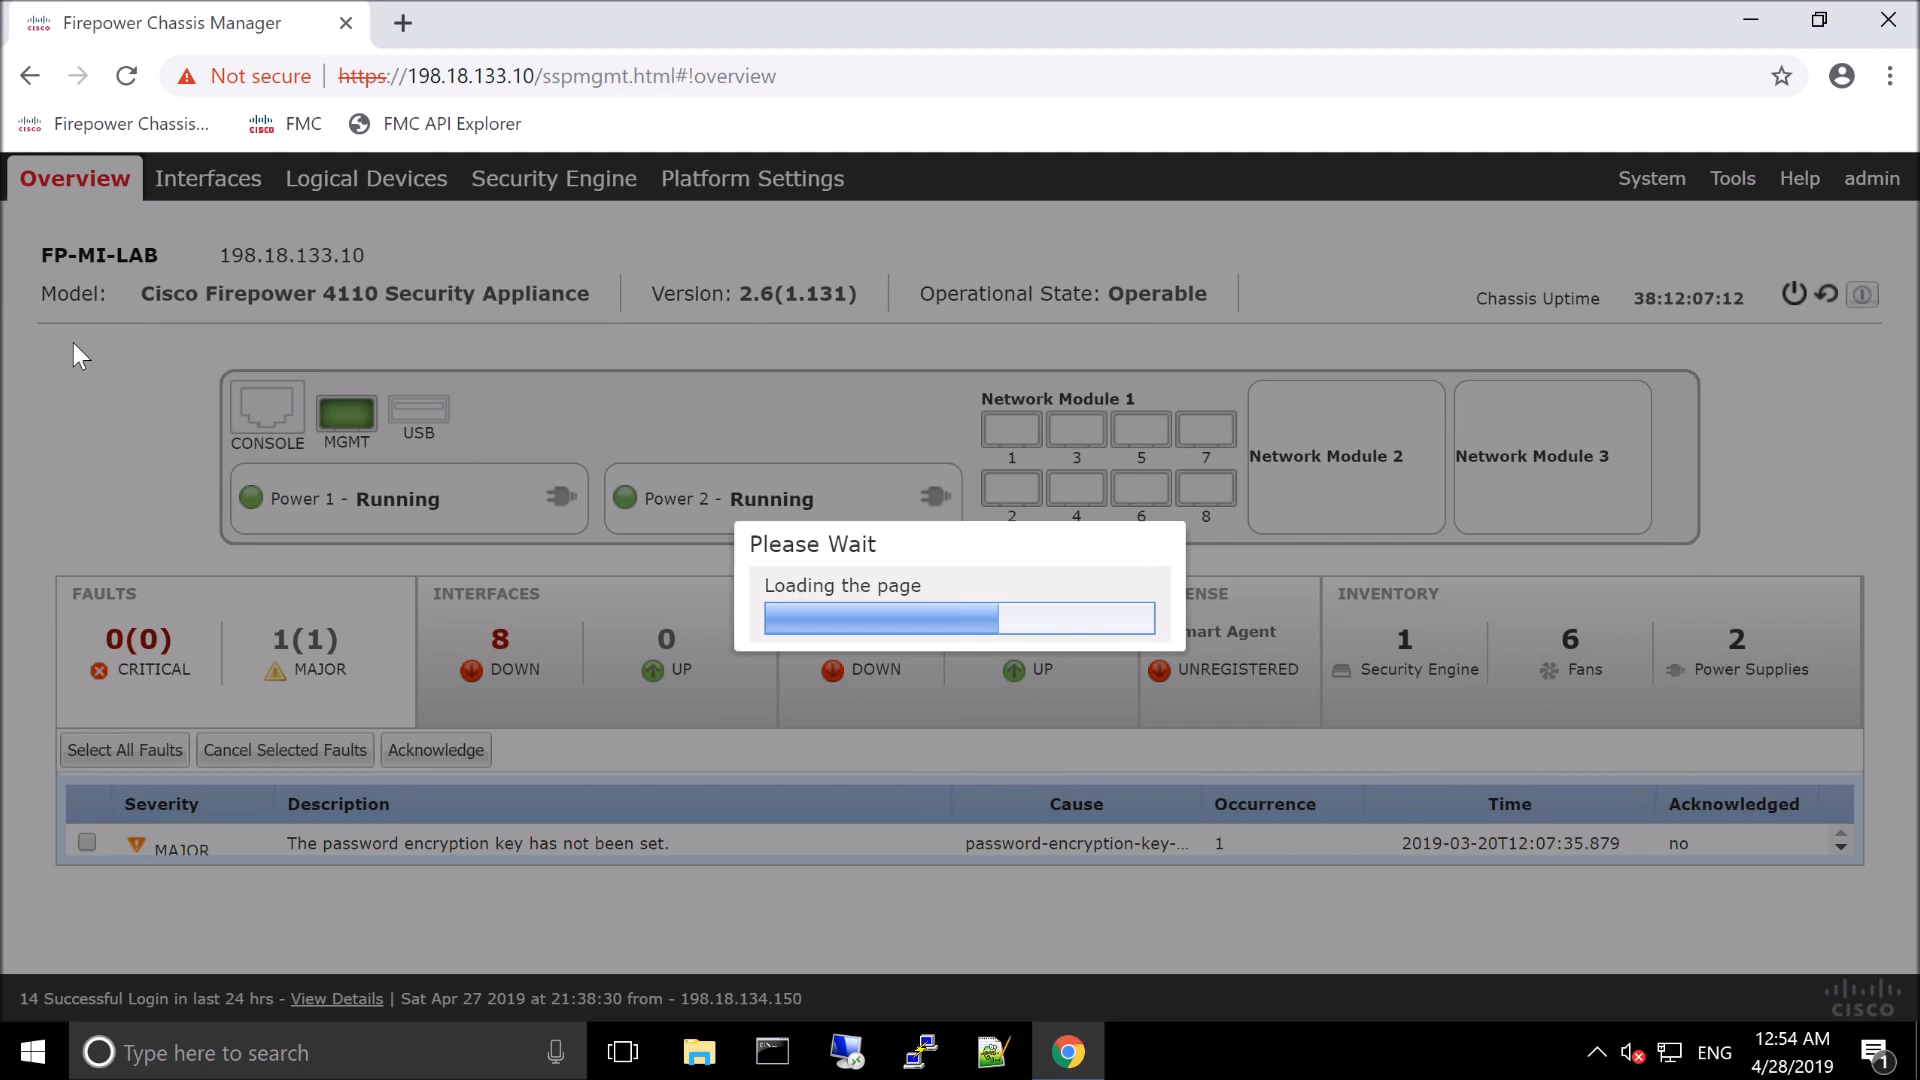 Firepower Chassis Manager
Not secure | https://198.18.133.10/sspmgmt.html#!overview
Firepower Chassis... FMC FMC API Explorer
Overview Interfaces Logical Devices Security Engine Platform Settings System Tools Help admin
FP-MI-LAB 198.18.133.10
Model: Cisco Firepower 4110 Security Appliance Version: 2.6(1.131) Operational State: Operable Chassis Uptime 38:12:07:12
CONSOLE MGMT USB
Power 1 - Running Power 2 - Running
Network Module 1
1 3 5 7
2 4 6 8
Network Module 2 Network Module 3
Please Wait
Loading the page
FAULTS INTERFACES ENSE INVENTORY
0(0) 1(1) 8 0 mart Agent 1 6 2
CRITICAL MAJOR DOWN UP DOWN UP UNREGISTERED Security Engine Fans Power Supplies
Select All Faults Cancel Selected Faults Acknowledge
Severity Description Cause Occurrence Time Acknowledged
MAJOR The password encryption key has not been set. password-encryption-key-... 1 2019-03-20T12:07:35.879 no
14 Successful Login in last 24 hrs - View Details | Sat Apr 27 2019 at 21:38:30 from - 198.18.134.150
CISCO
Type here to search
ENG
12:54 AM
4/28/2019
1